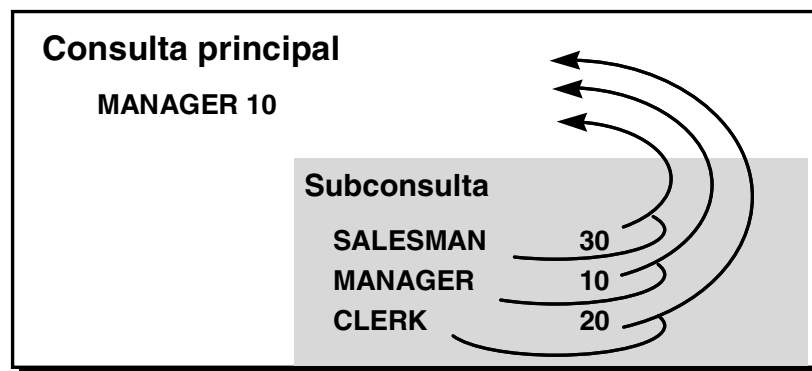 Consulta principal
MANAGER 10
Subconsulta
SALESMAN 30
MANAGER 10
CLERK 20